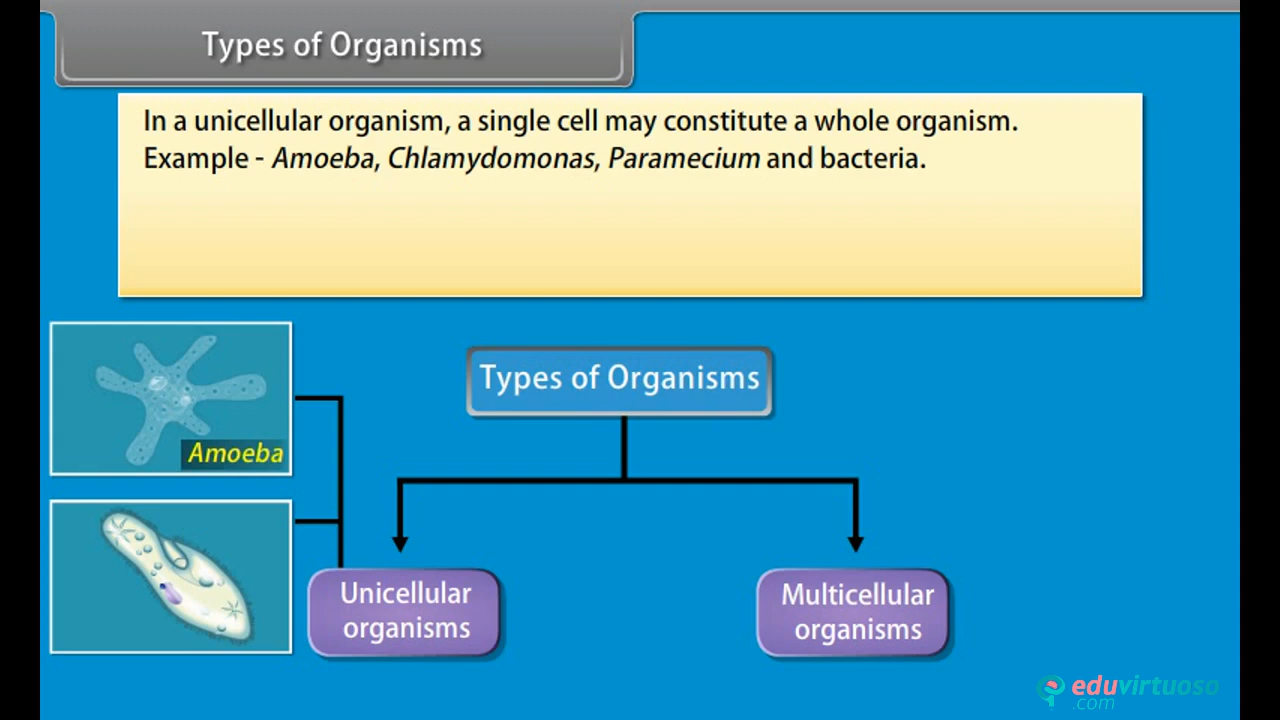 Types of Organisms
In a unicellular organism, a single cell may constitute a whole organism.
Example - Amoeba, Chlamydomonas, Paramecium and bacteria.
Types of Organisms
Amoeba
Unicellular
organisms
Multicellular
organisms
eduvirtuoso
.com